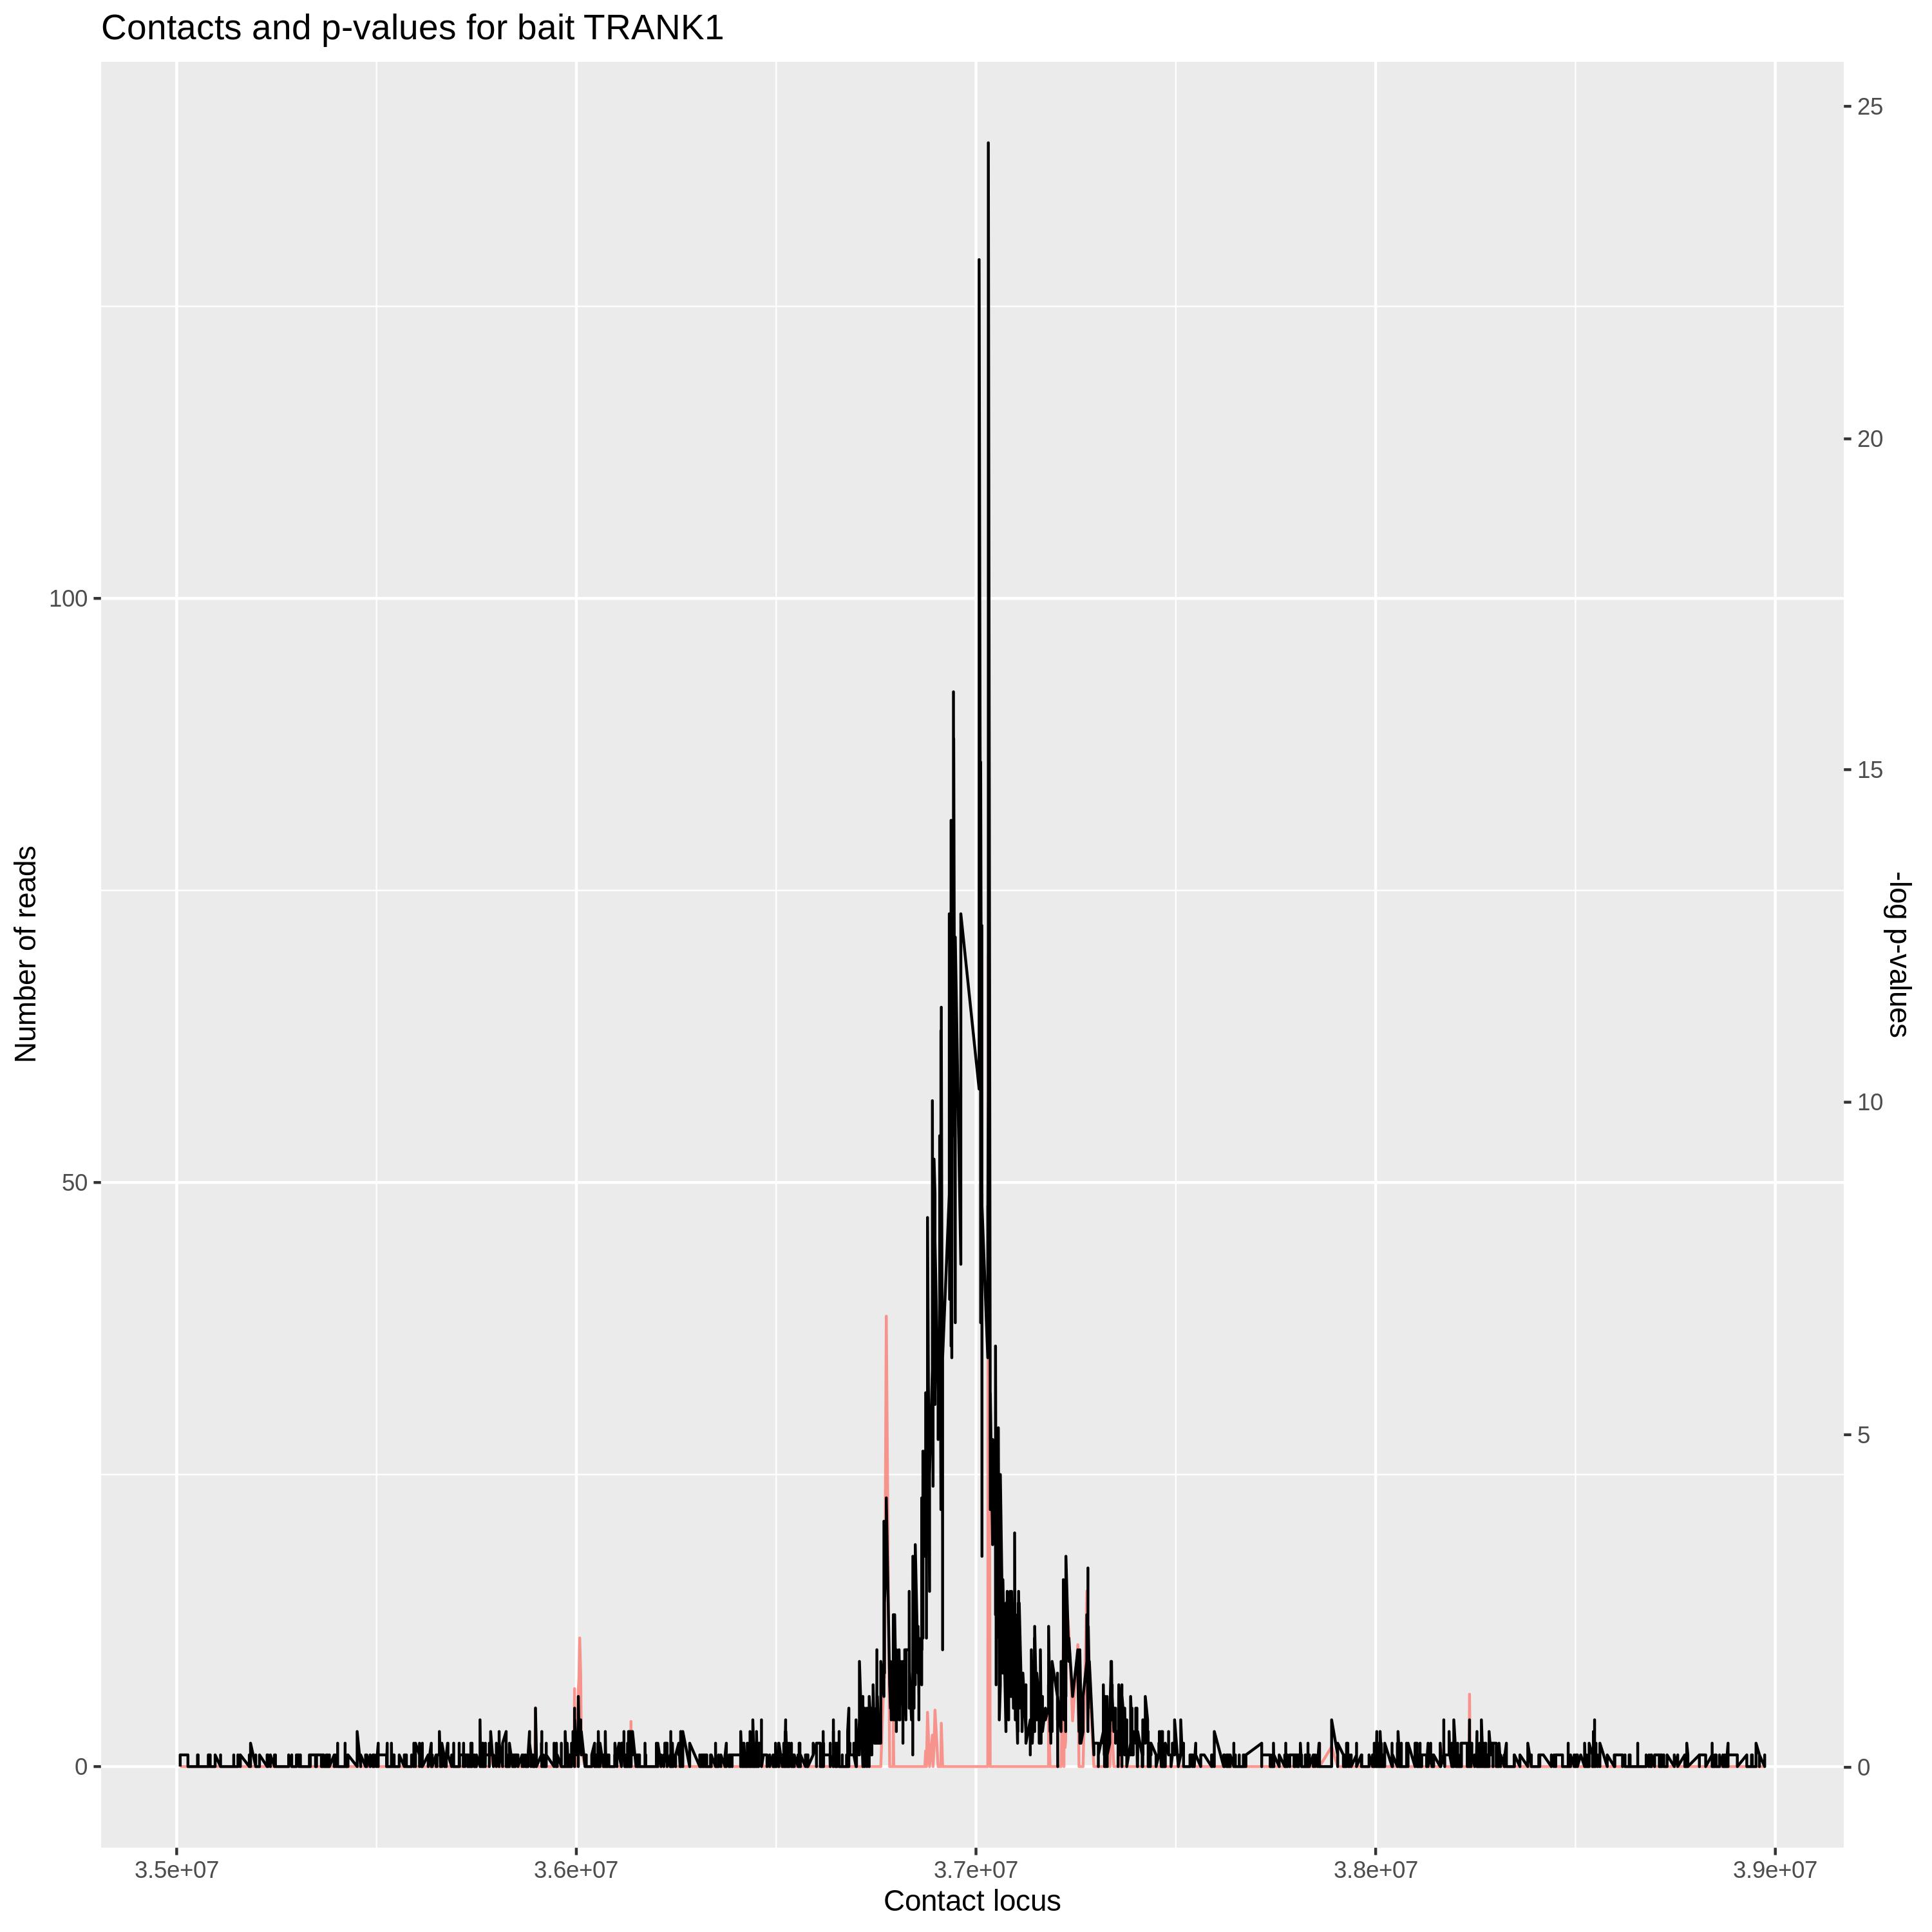 Contacts and p-values for bait TRANK1
Number of reads
100
50
0
25
20
15
10
5
0
-log p-values
3.5e+07
3.6e+07
3.7e+07
3.8e+07
3.9e+07
Contact locus